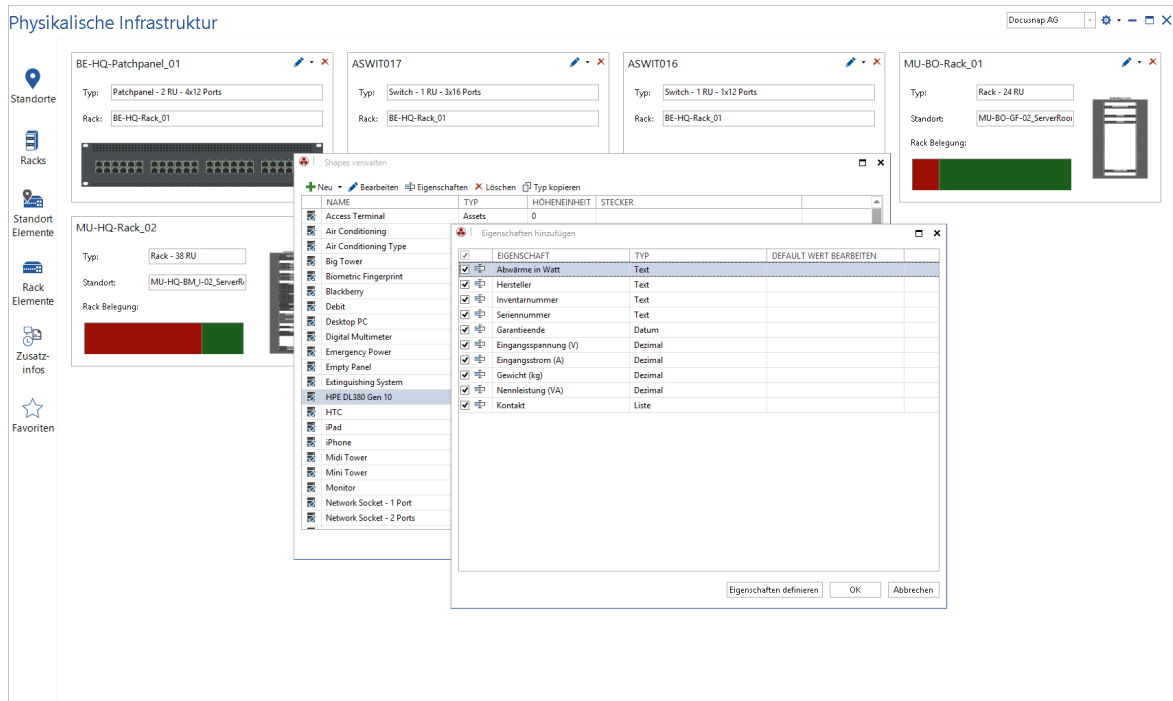 Physikalische Infrastruktur
Docusnap AG
Standorte
Racks
Standort
Elemente
Rack
Elemente
Zusatz-
infos
Favoriten
BE-HQ-Patchpanel_01
Typ: Patchpanel - 2 RU - 4x12 Ports
Rack: BE-HQ-Rack_01
ASWIT017
Typ: Switch - 1 RU - 3x16 Ports
Rack: BE-HQ-Rack_01
ASWIT016
Typ: Switch - 1 RU - 1x12 Ports
Rack: BE-HQ-Rack_01
MU-BO-Rack_01
Typ: Rack - 24 RU
Standort: MU-BO-GF-02_ServerRoo
Rack Belegung:
MU-HQ-Rack_02
Typ: Rack - 38 RU
Standort: MU-HQ-BM_I-02_ServerR
Rack Belegung:
Shapes verwalten
Neu Bearbeiten Eigenschaften Löschen Typ kopieren
NAME TYP HÖHENEINHEIT STECKER
Access Terminal Assets 0
Air Conditioning
Air Conditioning Type
Big Tower
Biometric Fingerprint
Blackberry
Debit
Desktop PC
Digital Multimeter
Emergency Power
Empty Panel
Extinguishing System
HPE DL380 Gen 10
HTC
iPad
iPhone
Midi Tower
Mini Tower
Monitor
Network Socket - 1 Port
Network Socket - 2 Ports
Eigenschaften hinzufügen
EIGENSCHAFT TYP DEFAULT WERT BEARBEITEN
Abwärme in Watt Text
Hersteller Text
Inventarnummer Text
Seriennummer Text
Garantieende Datum
Eingangsspannung (V) Dezimal
Eingangsstrom (A) Dezimal
Gewicht (kg) Dezimal
Nennleistung (VA) Dezimal
Kontakt Liste
Eigenschaften definieren OK Abbrechen